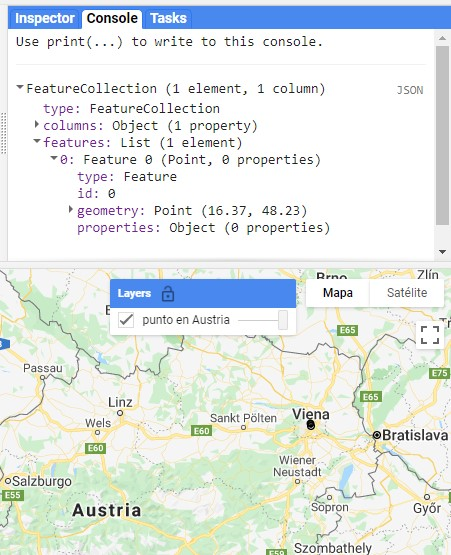 Inspector Console Tasks
Use print(...) to write to this console.
FeatureCollection (1 element, 1 column) JSON
type: FeatureCollection
columns: Object (1 property)
features: List (1 element)
0: Feature 0 (Point, 0 properties)
type: Feature
id: 0
geometry: Point (16.37, 48.23)
properties: Object (0 properties)
Brno
Zlín
Layers
Mapa Satélite
punto en Austria
E65
E75
Passau
Linz
E65
Wels
Sankt Pölten
Viena
E60
E60
Bratislava
Wiener
Neustadt
Salzburgo
E55
Sopron
Győr
Austria
Szombathely